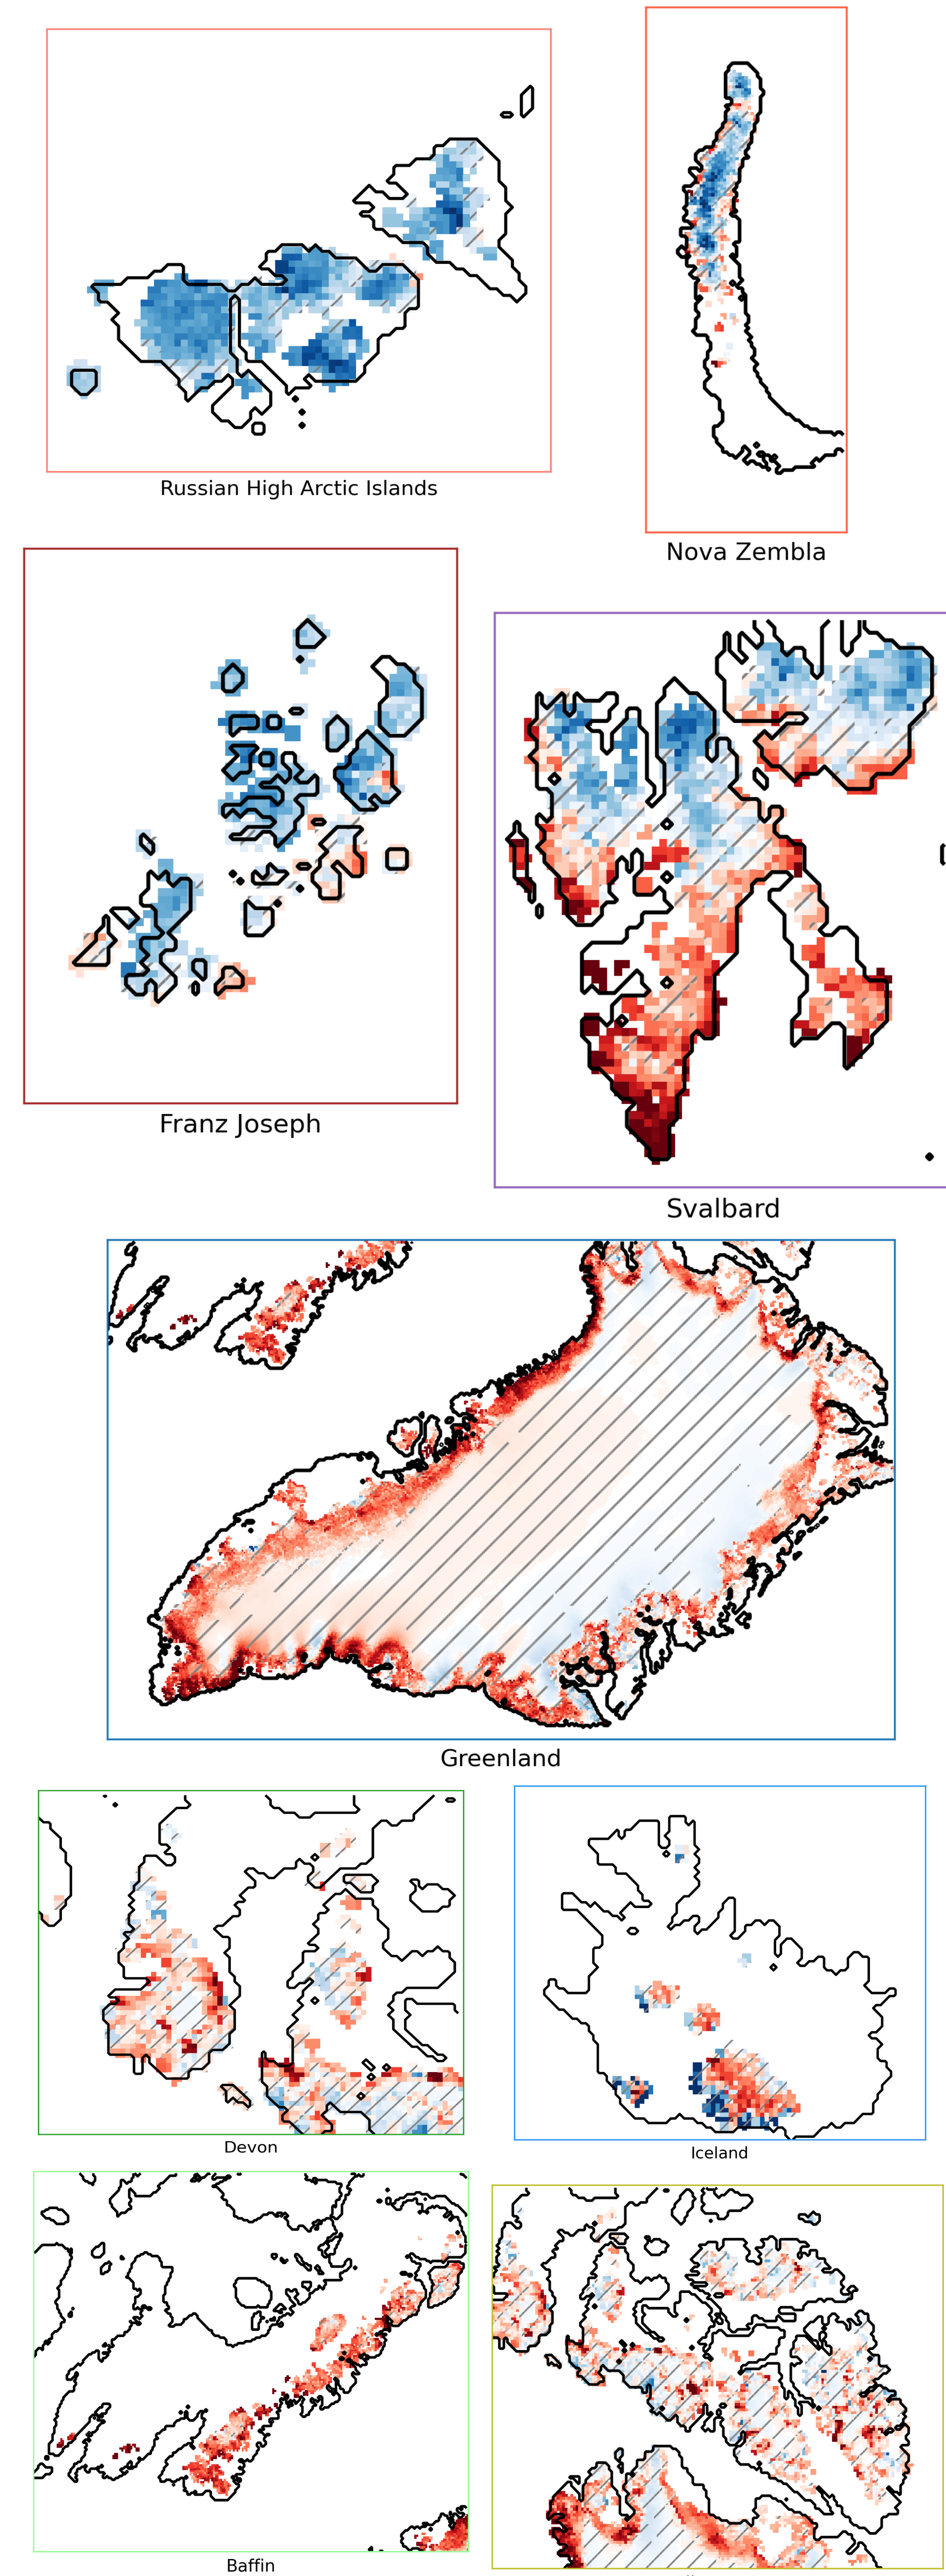 Russian High Arctic Islands
Nova Zembla
Franz Joseph
Svalbard
Greenland
Devon
Iceland
Baffin